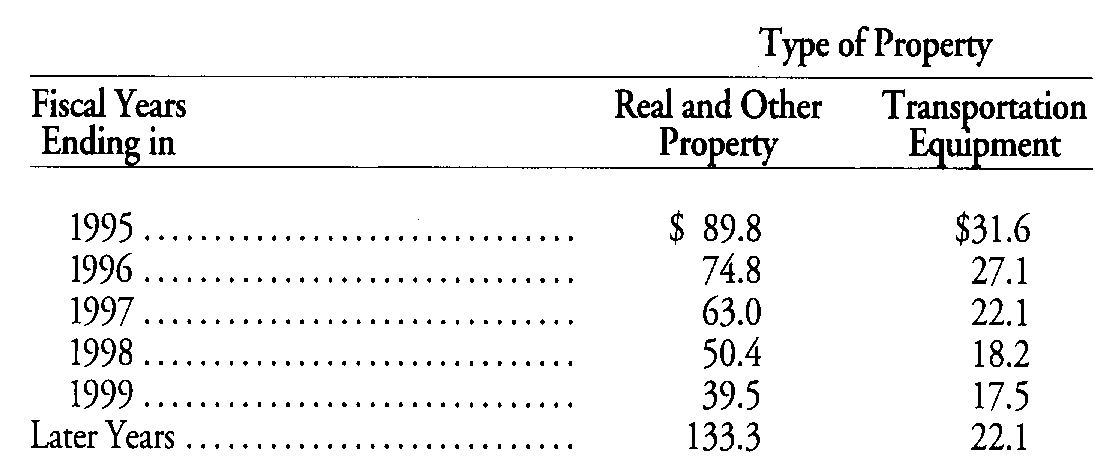 Type of Property
Fiscal Years Real and Other Transportation
Ending in Property Equipment
1995 ............................... $ 89.8 $31.6
1996 ............................... 74.8 27.1
1997 ............................... 63.0 22.1
1998 ............................... 50.4 18.2
1999 ............................... 39.5 17.5
Later Years ............................ 133.3 22.1